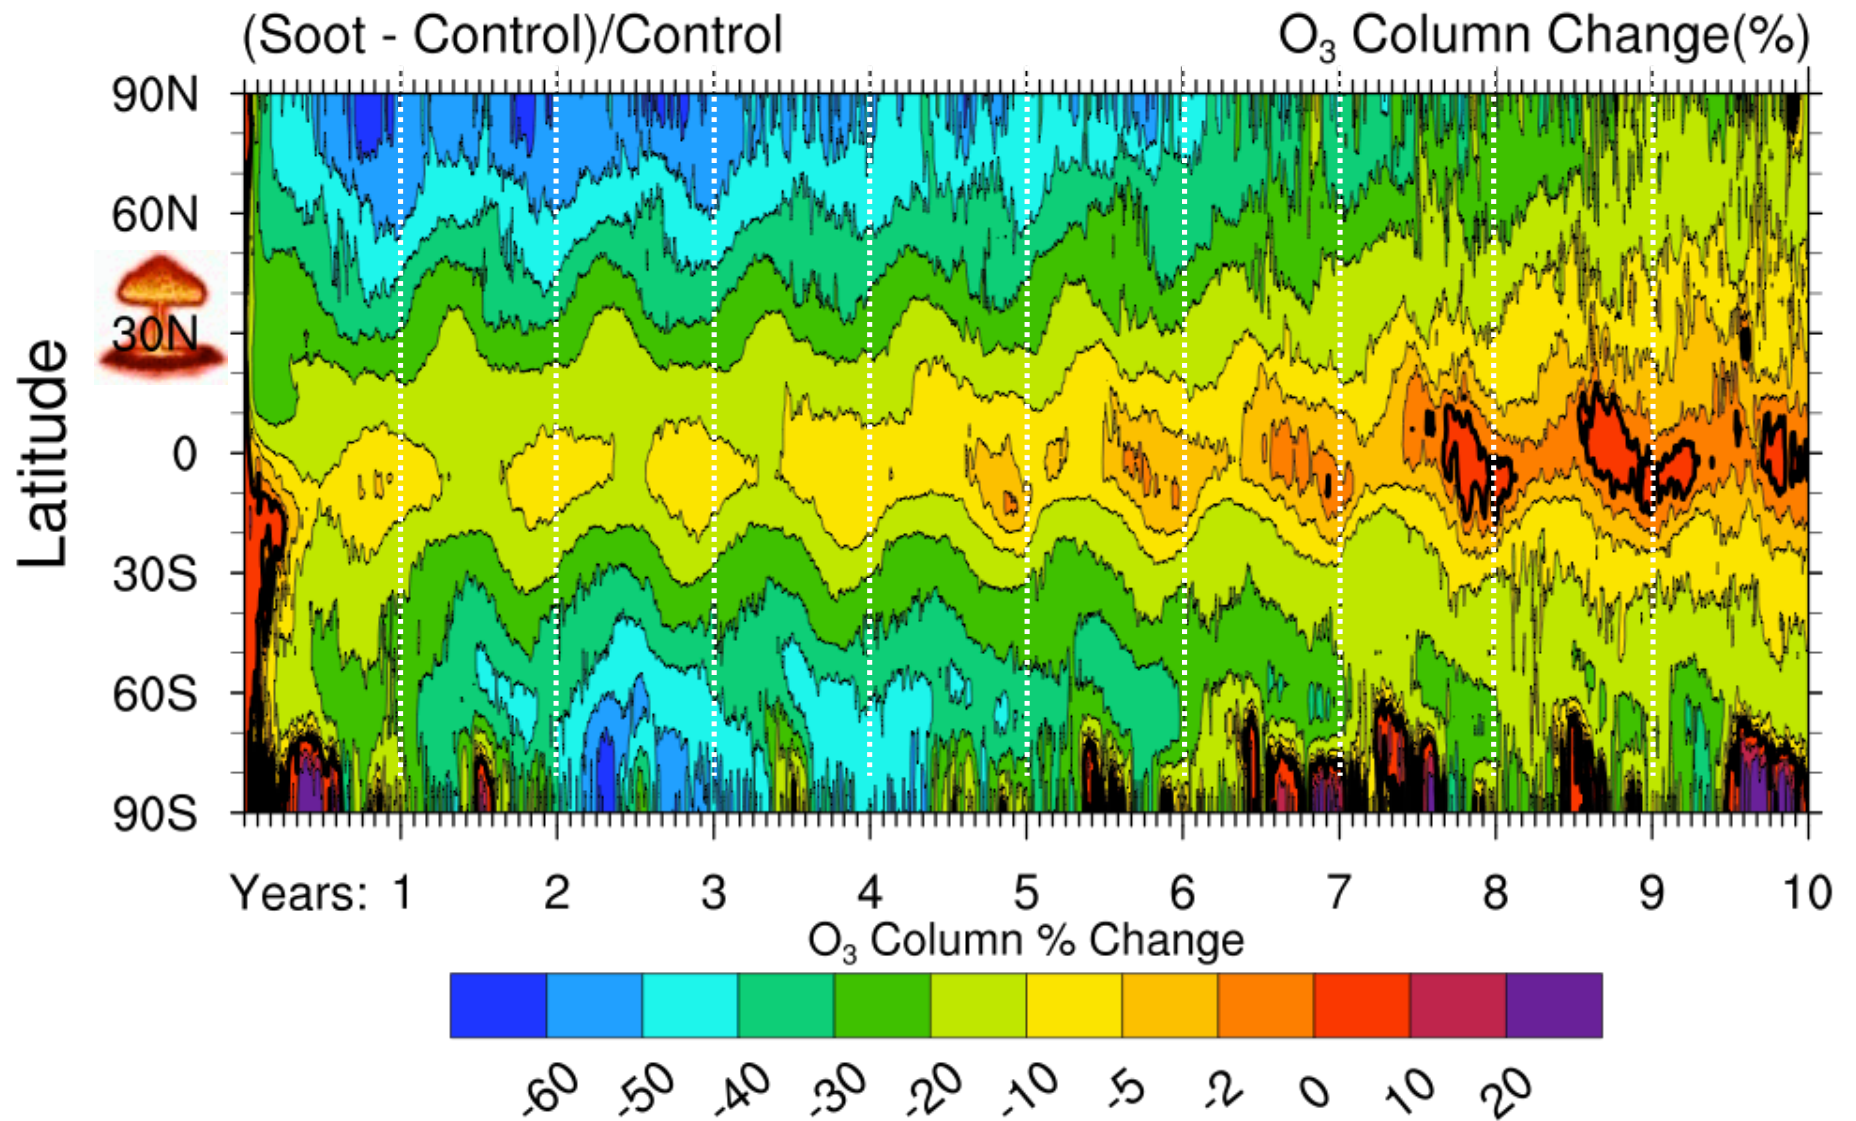 (Soot - Control)/Control
O₃ Column Change(%)
Latitude
90N
60N
30N
0
30S
60S
90S
Years: 1 2 3 4 5 6 7 8 9 10
O₃ Column % Change
-60 -50 -40 -30 -20 -10 -5 -2 0 10 20